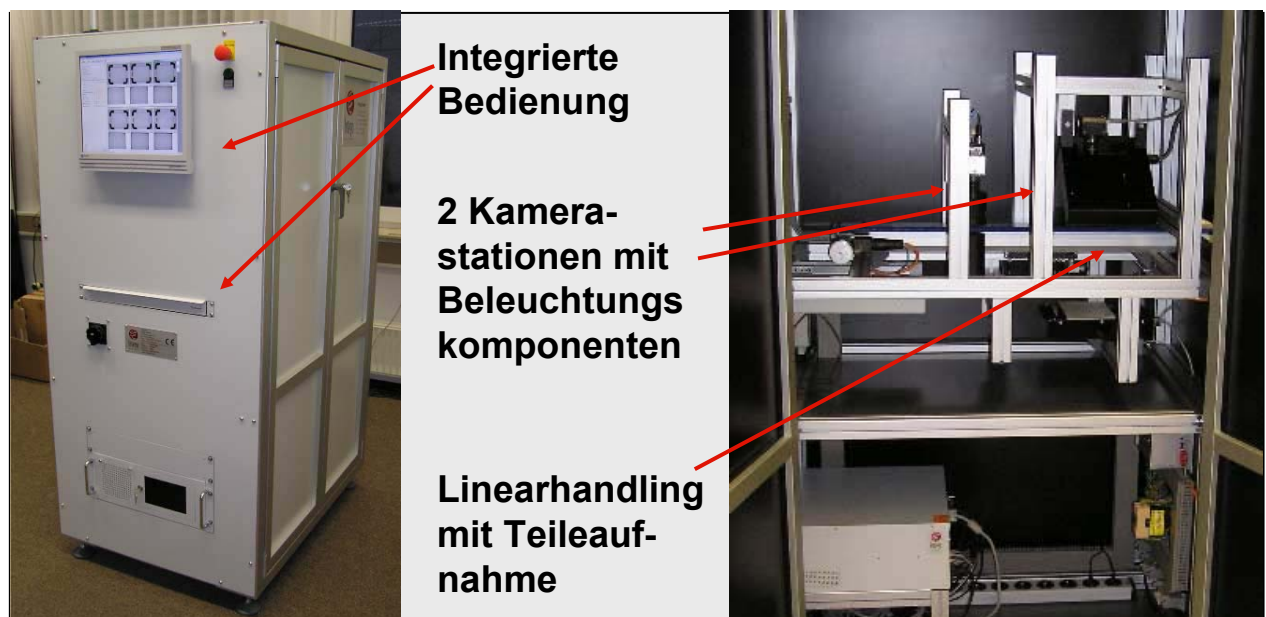 Integrierte
Bedienung
2 Kamera-
stationen mit
Beleuchtungs
komponenten
Linearhandling
mit Teileauf-
nahme